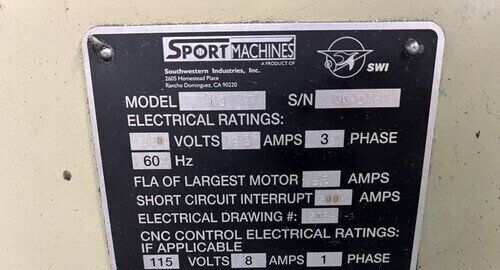 SPORT MACHINES
A PRODUCT OF
Southwestern Industries, Inc.
2605 Homestead Place
Rancho Dominguez, CA 90220
SWI
MODEL S/N
ELECTRICAL RATINGS:
VOLTS AMPS 3 PHASE
60 Hz
FLA OF LARGEST MOTOR AMPS
SHORT CIRCUIT INTERRUPT AMPS
ELECTRICAL DRAWING #:
CNC CONTROL ELECTRICAL RATINGS:
IF APPLICABLE
115 VOLTS 8 AMPS 1 PHASE